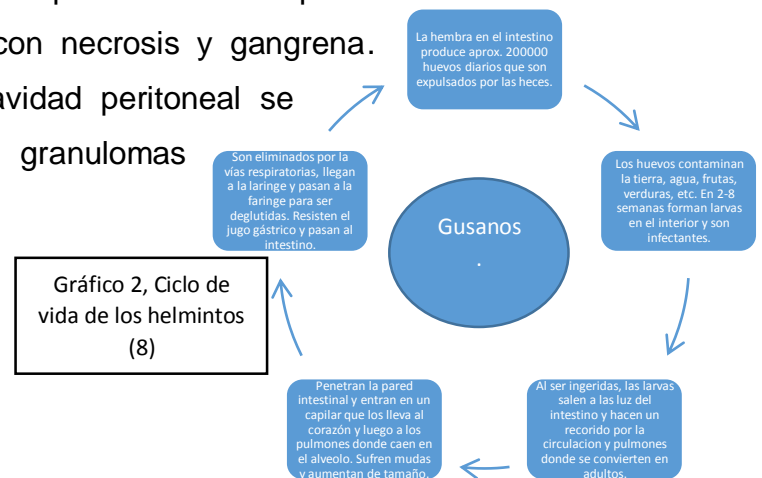 con necrosis y gangrena.
avidad peritoneal se
granulomas
La hembra en el intestino
produce aprox. 200000
huevos diarios que son
expulsados por las heces.
Los huevos contaminan
la tierra, agua, frutas,
verduras, etc. En 2-8
semanas forman larvas
en el interior y son
infectantes.
Al ser ingeridas, las larvas
salen a las luz del
intestino y hacen un
recorrido por la
circulacion y pulmones
donde se convierten en
adultos.
Penetran la pared
intestinal y entran en un
capilar que los lleva al
corazón y luego a los
pulmones donde caen en
el alveolo. Sufren mudas
y aumentan de tamaño.
Son eliminados por la
vías respiratorias, llegan
a la laringe y pasan a la
faringe para ser
deglutidas. Resisten el
jugo gástrico y pasan al
intestino.
Gusanos
.
Gráfico 2, Ciclo de
vida de los helmintos
(8)